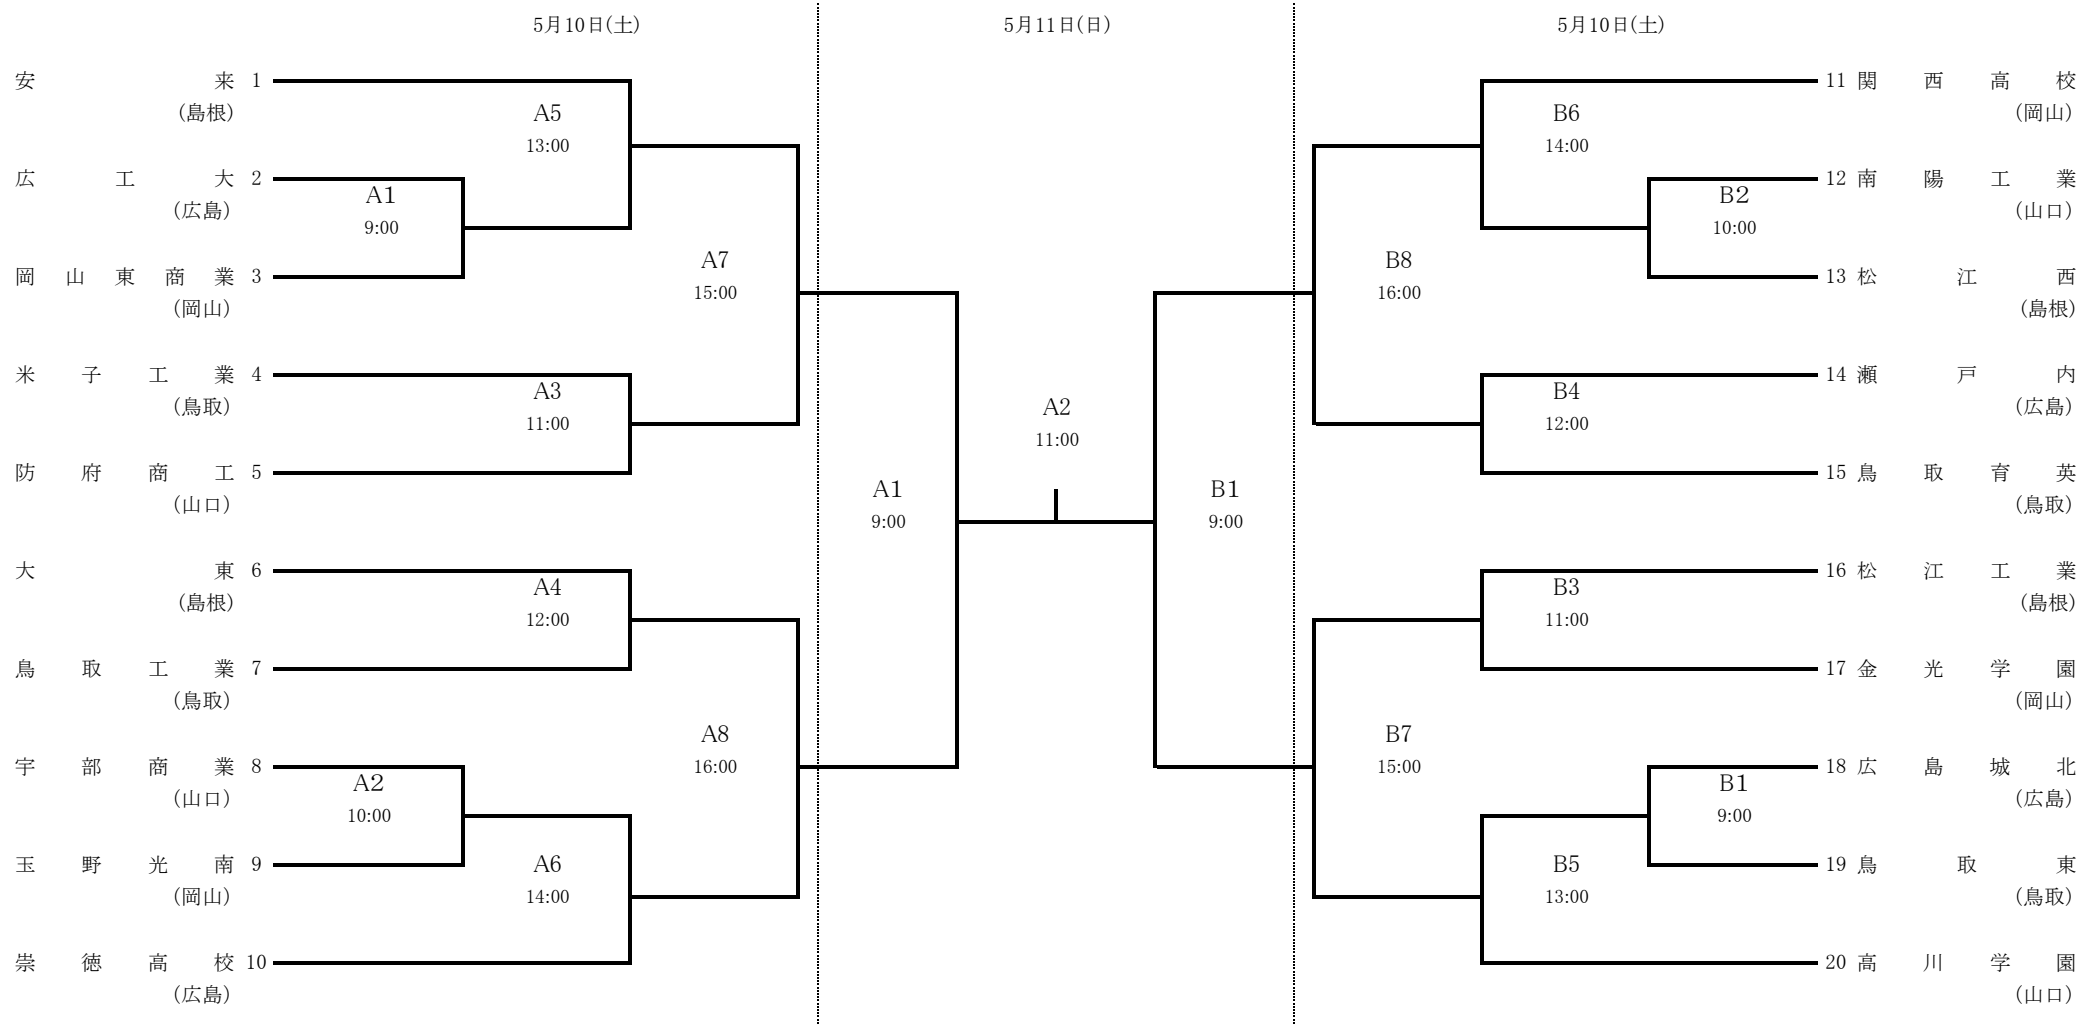 5月10日(土)
5月11日(日)
5月10日(土)
安来 1
(島根)
A5
13:00
広工大 2
(広島)
A1
9:00
岡山東商業 3
(岡山)
A7
15:00
米子工業 4
(鳥取)
A3
11:00
防府商工 5
(山口)
大東 6
(島根)
A4
12:00
鳥取工業 7
(鳥取)
宇部商業 8
(山口)
A2
10:00
A8
16:00
玉野光南 9
(岡山)
A6
14:00
崇徳高校 10
(広島)
A2
11:00
A1
9:00
B1
9:00
11 関西高校
(岡山)
B6
14:00
12 南陽工業
(山口)
B2
10:00
13 松江西
(島根)
B8
16:00
14 瀬戸内
(広島)
B4
12:00
15 鳥取育英
(鳥取)
16 松江工業
(島根)
B3
11:00
17 金光学園
(岡山)
B7
15:00
18 広島城北
(広島)
B1
9:00
19 鳥取東
(鳥取)
B5
13:00
20 高川学園
(山口)